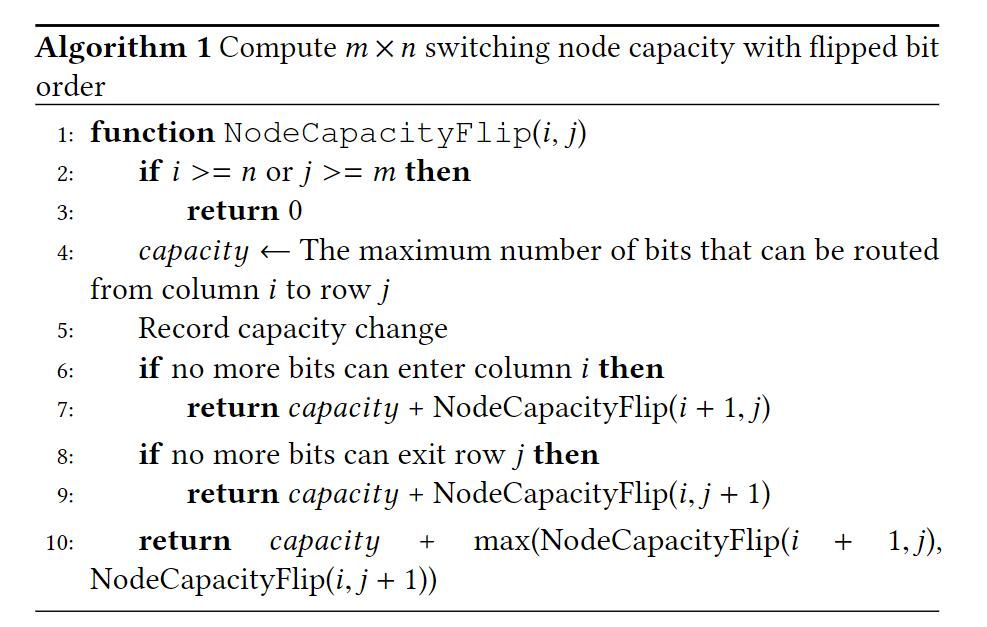 Algorithm 1 Compute m × n switching node capacity with flipped bit
order
1: function NodeCapacityFlip(i, j)
2: if i >= n or j >= m then
3: return 0
4: capacity ← The maximum number of bits that can be routed
from column i to row j
5: Record capacity change
6: if no more bits can enter column i then
7: return capacity + NodeCapacityFlip(i + 1, j)
8: if no more bits can exit row j then
9: return capacity + NodeCapacityFlip(i, j + 1)
10: return capacity + max(NodeCapacityFlip(i + 1, j),
NodeCapacityFlip(i, j + 1))